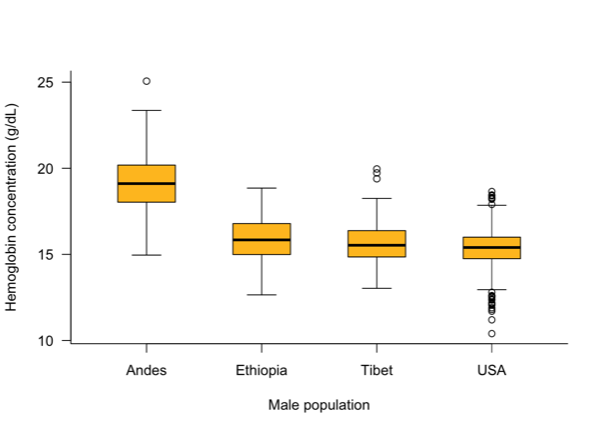 Hemoglobin concentration (g/dL)
25
20
15
10
Andes Ethiopia Tibet USA
Male population